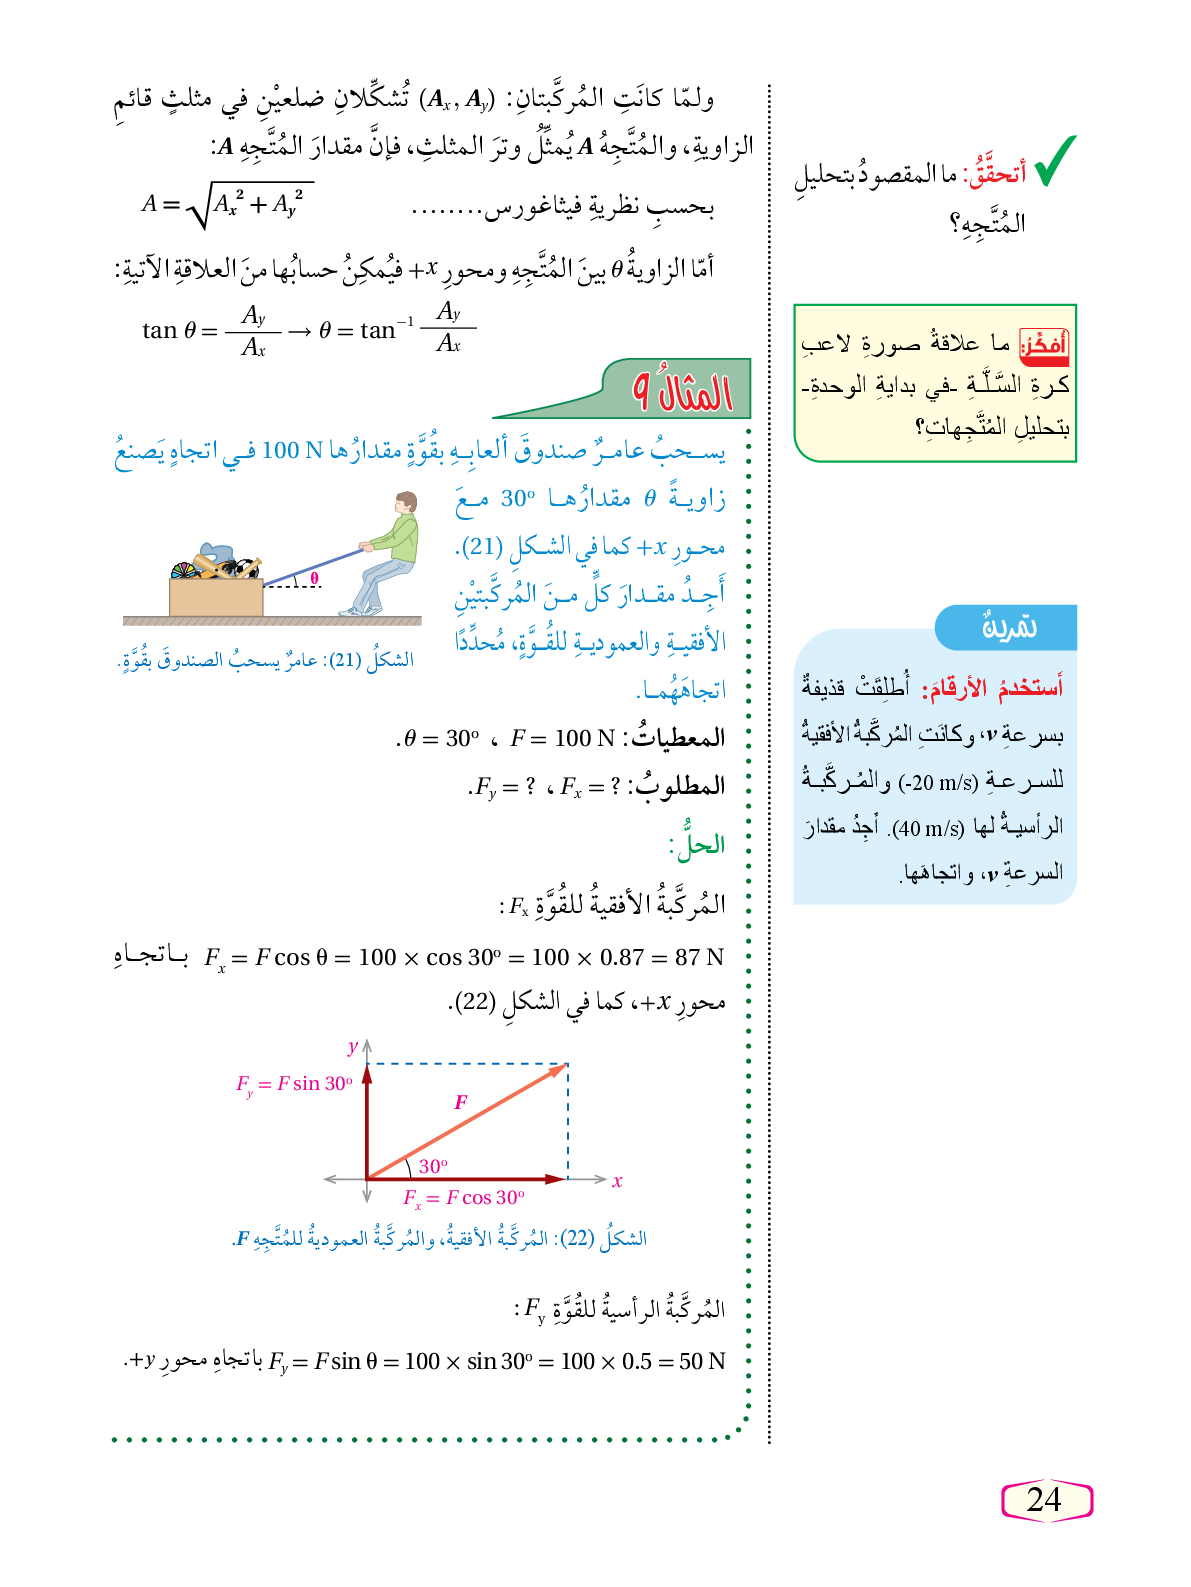 ولمّا كانَتِ المُركَّبتانِ: (Ax , Ay) تُشكِّلانِ ضلعيْنِ في مثلثٍ قائمِ
الزاويةِ، والمُتَّجِهُ A يُمثِّلُ وترَ المثلثِ، فإنَّ مقدارَ المُتَّجِهِ A:
بحسبِ نظريةِ فيثاغورس........ A = √(Ax² + Ay²)
أمّا الزاويةُ θ بينَ المُتَّجِهِ ومحورِ +x فيُمكِنُ حسابُها منَ العلاقةِ الآتيةِ:
tan θ = Ay/Ax → θ = tan⁻¹ Ay/Ax
المثالُ ٩
يسحبُ عامرٌ صندوقَ ألعابِهِ بقُوَّةٍ مقدارُها 100 N في اتجاهٍ يَصنعُ
زاويةً θ مقدارُها 30° معَ
محورِ +x كما في الشكلِ (21).
أَجِدُ مقدارَ كلٍّ منَ المُركَّبتيْنِ
الأفقيةِ والعموديةِ للقُوَّةِ، مُحدِّدًا
اتجاهَهُما.
θ
الشكلُ (21): عامرٌ يسحبُ الصندوقَ بقُوَّةٍ.
المعطياتُ: F = 100 N ، θ = 30°.
المطلوبُ: Fx = ? ، Fy = ?.
الحلُّ:
المُركَّبةُ الأفقيةُ للقُوَّةِ Fx:
Fx = F cos θ = 100 × cos 30° = 100 × 0.87 = 87 N باتجاهِ
محورِ +x، كما في الشكلِ (22).
y
Fy = F sin 30°
F
30°
x
Fx = F cos 30°
الشكلُ (22): المُركَّبةُ الأفقيةُ، والمُركَّبةُ العموديةُ للمُتَّجِهِ F.
المُركَّبةُ الرأسيةُ للقُوَّةِ Fy:
Fy = F sin θ = 100 × sin 30° = 100 × 0.5 = 50 N باتجاهِ محورِ +y.
أتحقَّقُ: ما المقصودُ بتحليلِ
المُتَّجِهِ؟
أُفكِّرُ: ما علاقةُ صورةِ لاعبِ
كرةِ السَّلَّةِ -في بدايةِ الوحدةِ-
بتحليلِ المُتَّجِهاتِ؟
تمرينٌ
أستخدمُ الأرقامَ: أُطلِقَتْ قذيفةٌ
بسرعةِ v، وكانَتِ المُركَّبةُ الأفقيةُ
للسرعةِ (-20 m/s) والمُركَّبةُ
الرأسيةُ لها (40 m/s). أَجِدُ مقدارَ
السرعةِ v، واتجاهَها.
24